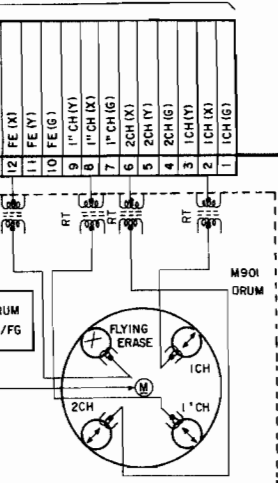 FE (X)
FE (Y)
FE (G)
1" CH (Y)
1" CH (X)
1" CH (G)
2CH (X)
2CH (Y)
2CH (G)
1CH (Y)
1CH (X)
1CH (G)
12 11 10 9 8 7 6 5 4 3 2 1
RT RT RT
M901
DRUM
RUM
/FG
FLYING
ERASE
1CH
M
2CH
1"CH